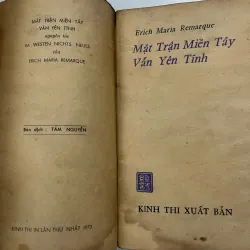 MẶT TRẬN MIỀN TÂY
VẪN YÊN TĨNH
nguyên tác
IM WESTEN NICHTS NEUES
của
ERICH MARIA REMARQUE
Bản dịch : TÂM NGUYỄN
KINH THI IN LẦN THỨ NHẤT 1973
Erich Maria Remarque
Mặt Trận Miền Tây
Vẫn Yên Tĩnh
KINH THI XUẤT BẢN